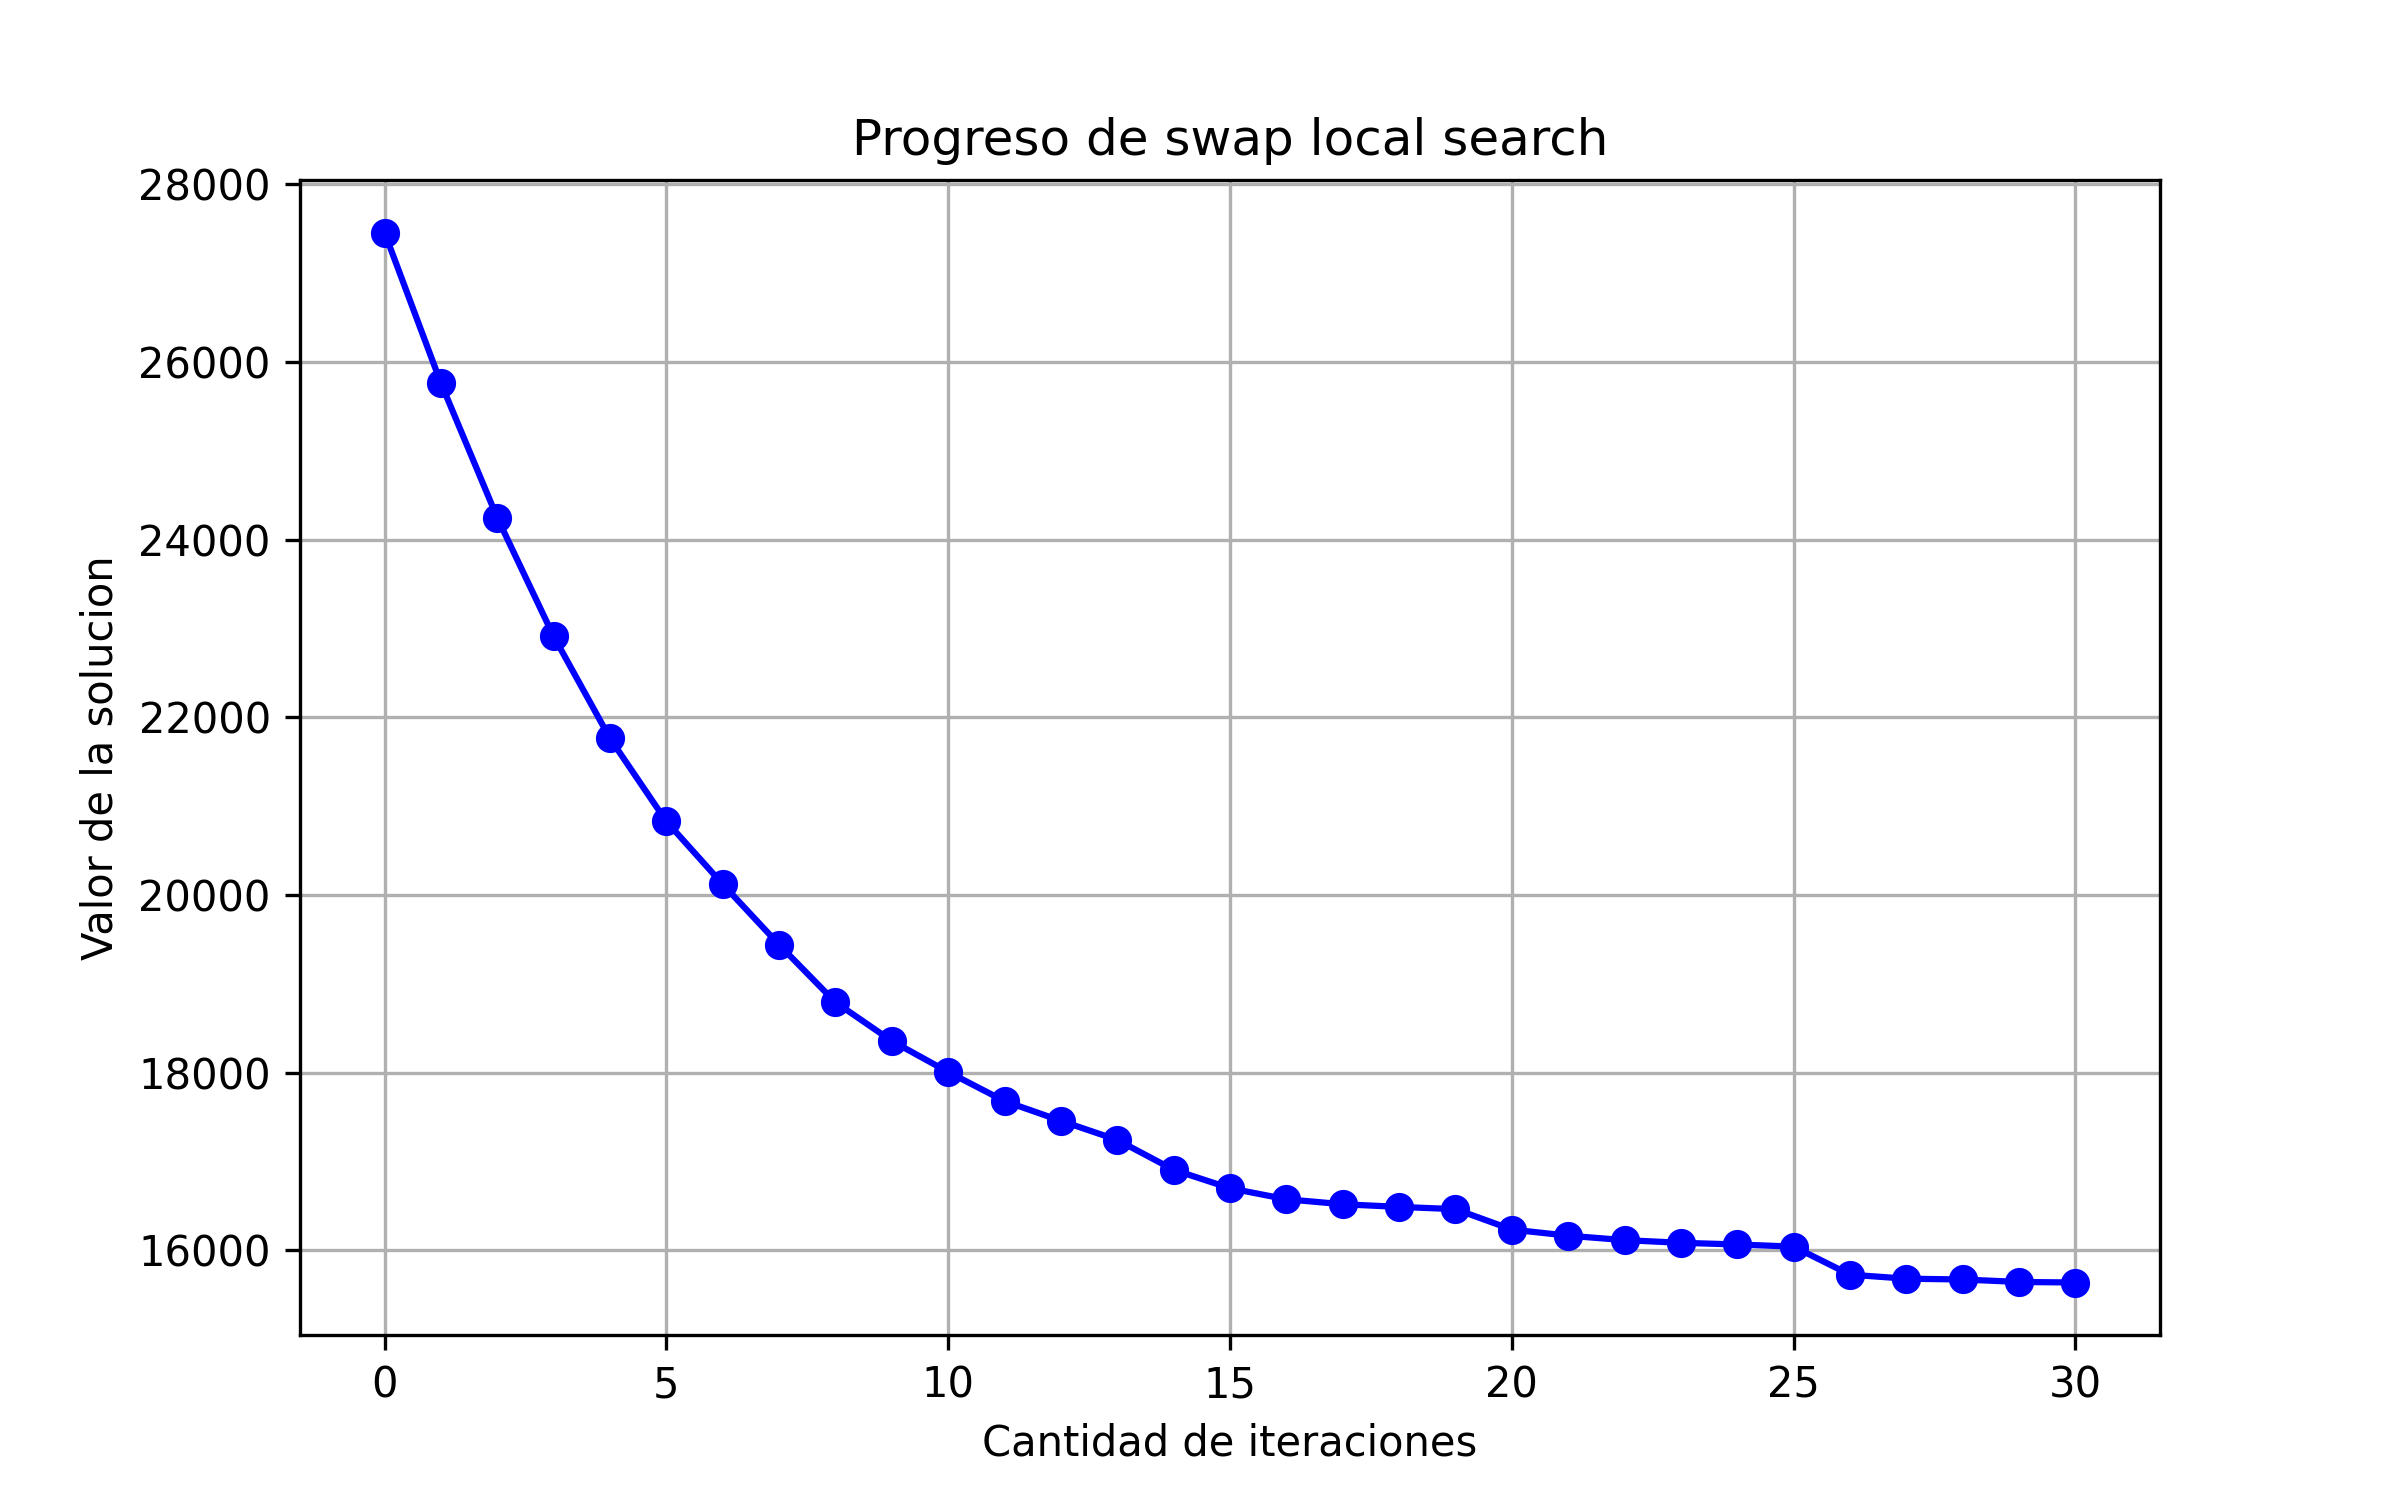 Progreso de swap local search
28000
26000
24000
22000
20000
18000
16000
Valor de la solucion
0 5 10 15 20 25 30
Cantidad de iteraciones